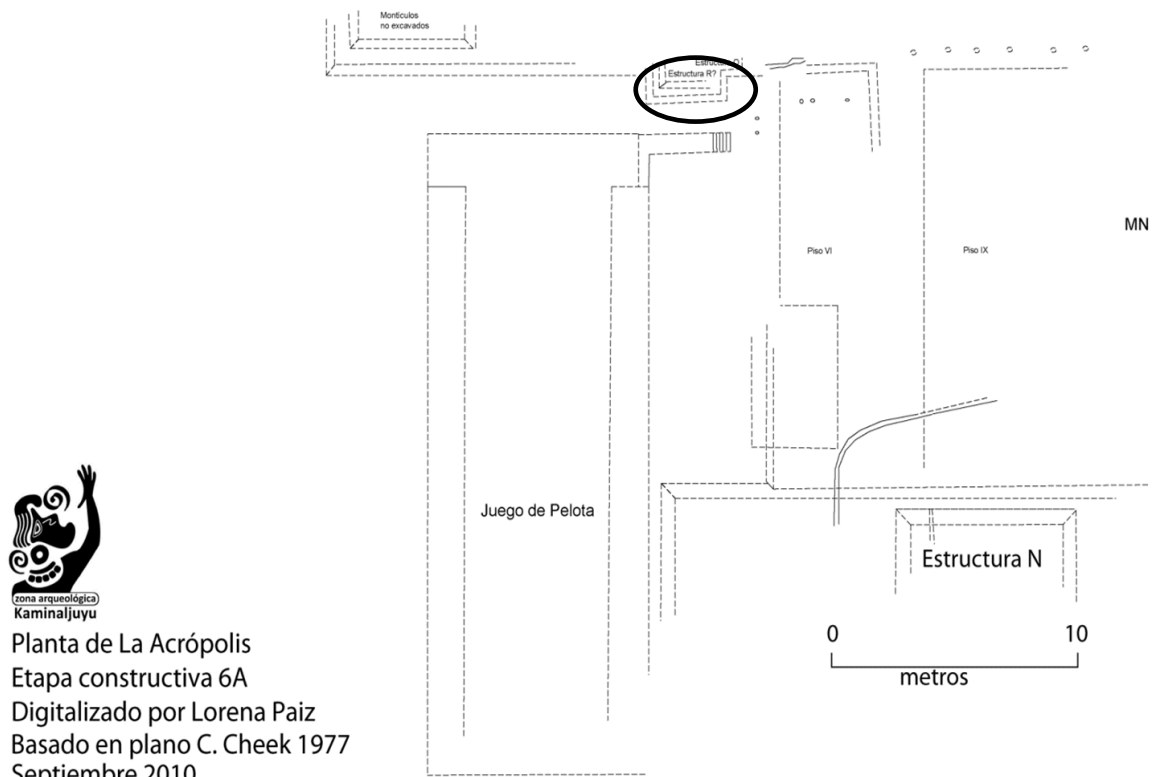 Montículos
no excavados
Estructura
Estructura R?
Piso VI
Piso IX
MN
Juego de Pelota
Estructura N
0
10
metros
zona arqueológica
Kaminaljuyu
Planta de La Acrópolis
Etapa constructiva 6A
Digitalizado por Lorena Paiz
Basado en plano C. Cheek 1977
Septiembre 2010